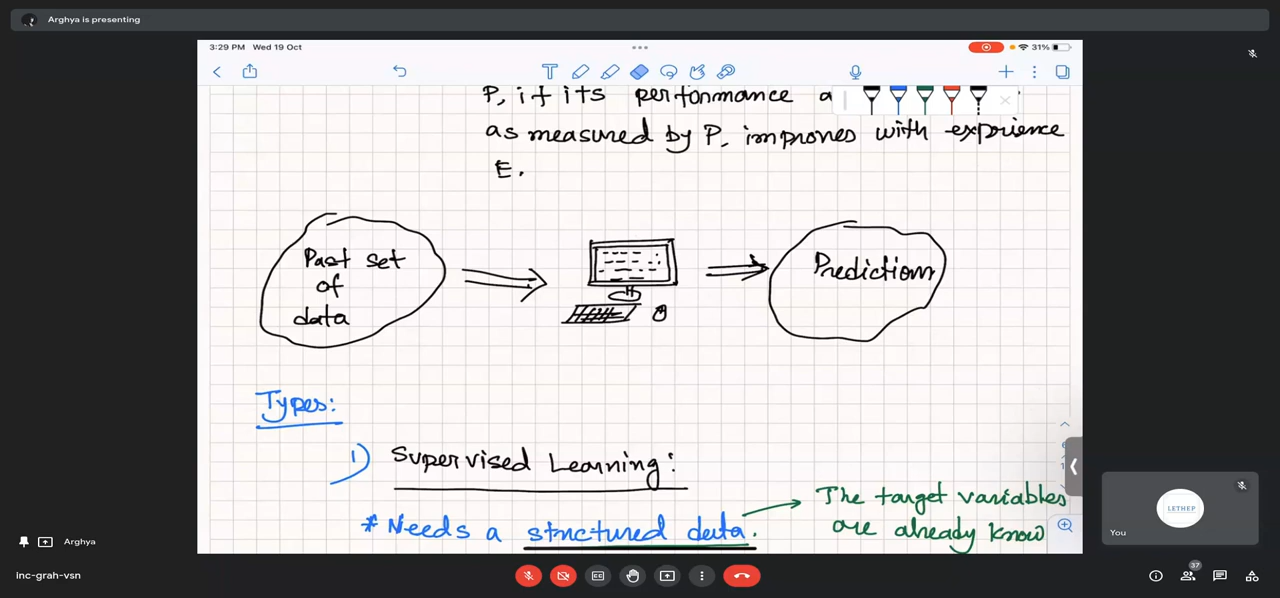 Arghya is presenting
3:29 PM Wed 19 Oct
31%
P, if its performance a
as measured by P, improves with experience
E.
Past set
of
data
Prediction
Types:
1) Supervised Learning:
* Needs a structured data.
The target variables
are already know
LETHEP
You
Arghya
lnc-grah-vsn
37